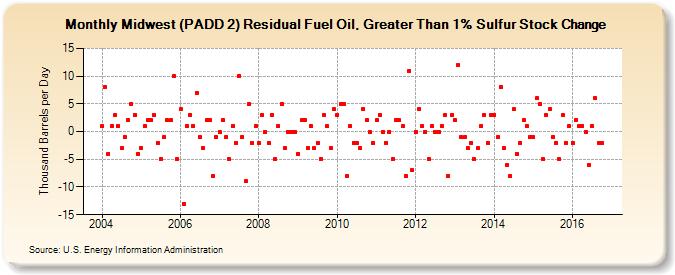 Monthly Midwest (PADD 2) Residual Fuel Oil, Greater Than 1% Sulfur Stock Change
Thousand Barrels per Day
15
10
5
0
-5
-10
-15
2004 2006 2008 2010 2012 2014 2016
Source: U.S. Energy Information Administration